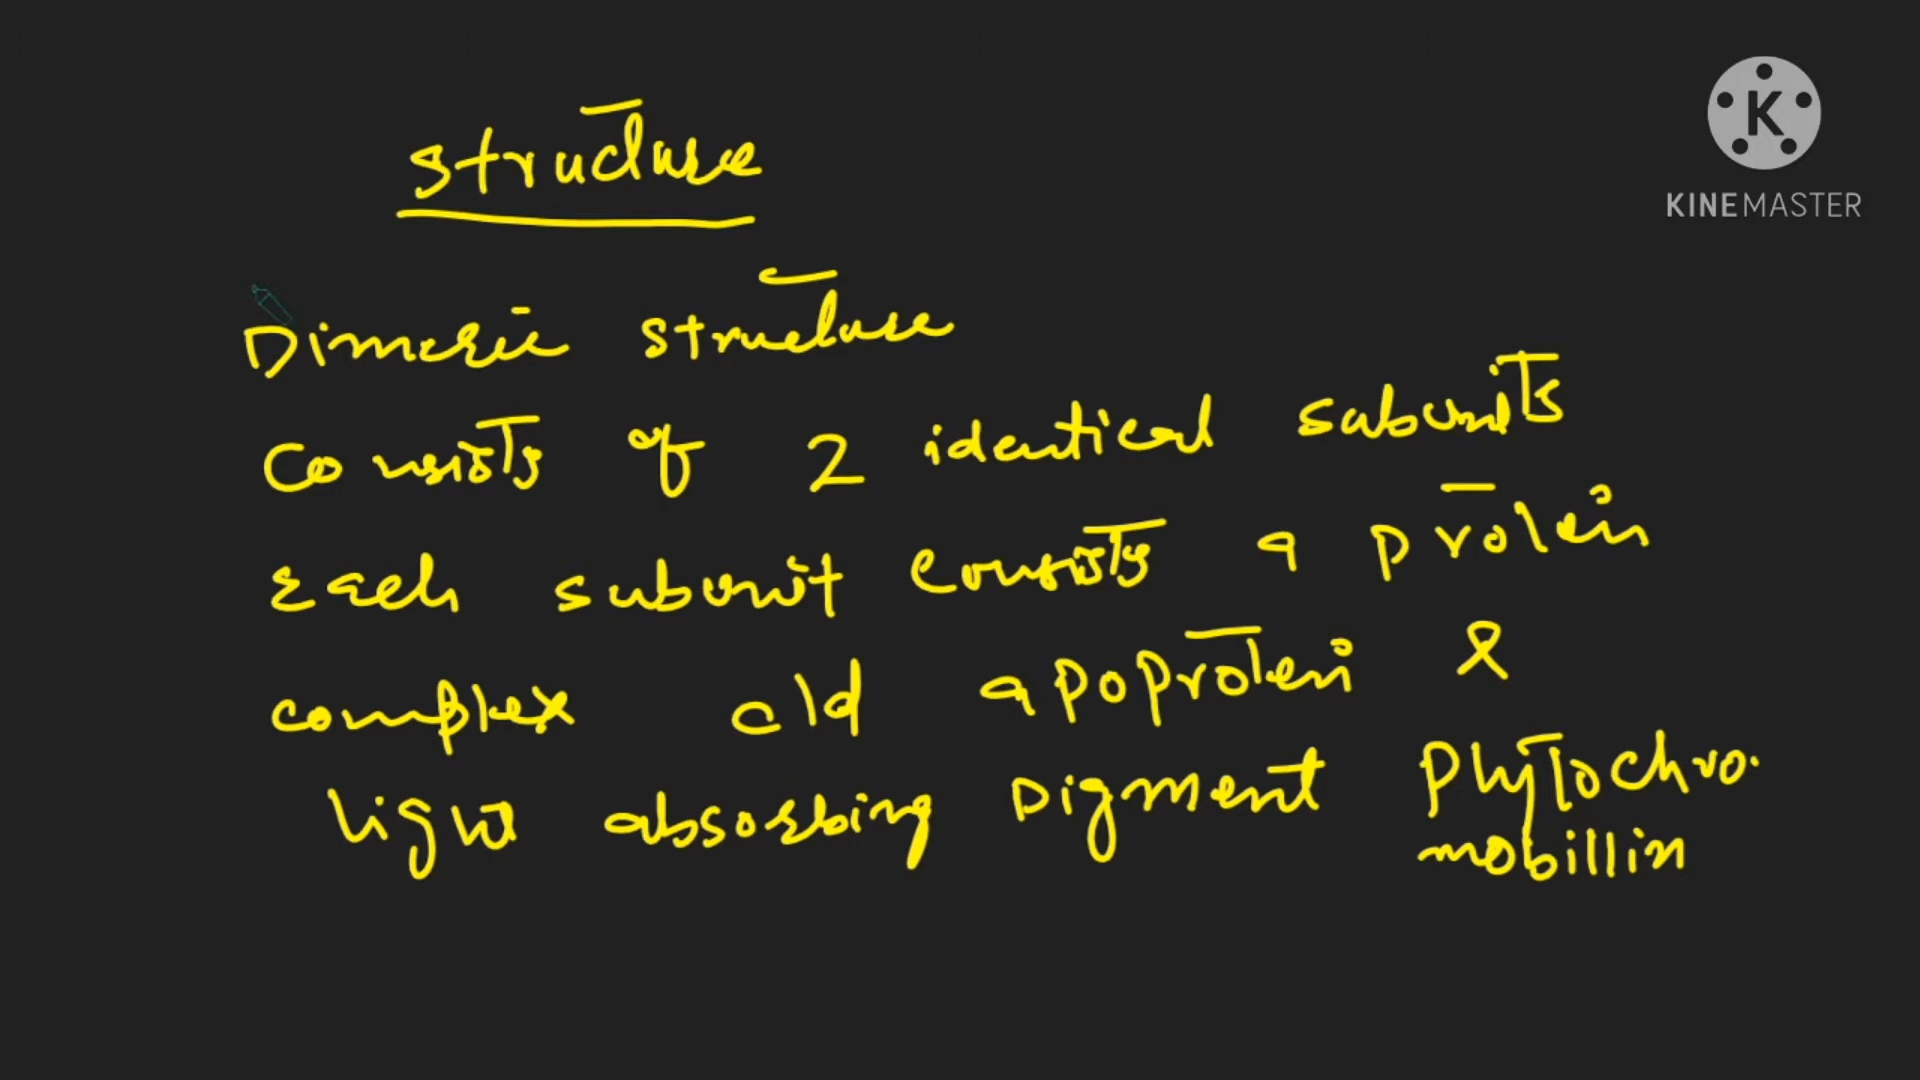 K
KINEMASTER
Structure
Dimeric structure
Consists of 2 identical subunits
Each subunit consists a protein
complex cld apoprotein &
light absorbing pigment Phytochro.
mobillin